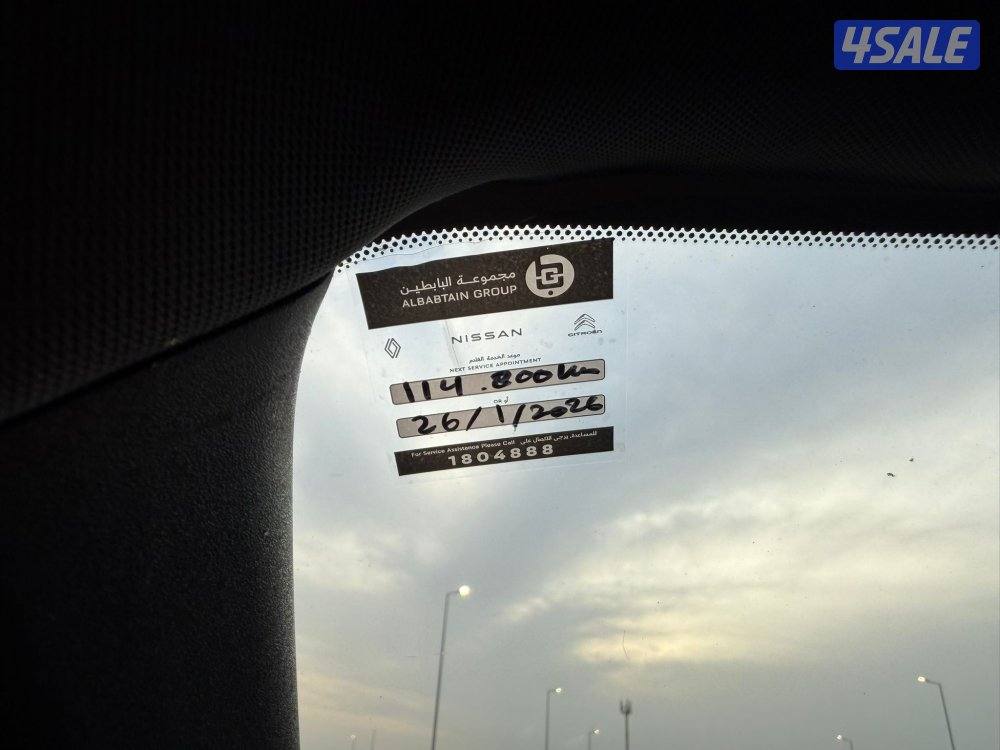 4SALE
مجموعة البابطين
ALBABTAIN GROUP
NISSAN
CITROËN
موعد الخدمة القادم
NEXT SERVICE APPOINTMENT
114.800km
OR أو
26/1/2026
For Service Assistance Please Call للمساعدة، يرجى الاتصال على
1804888